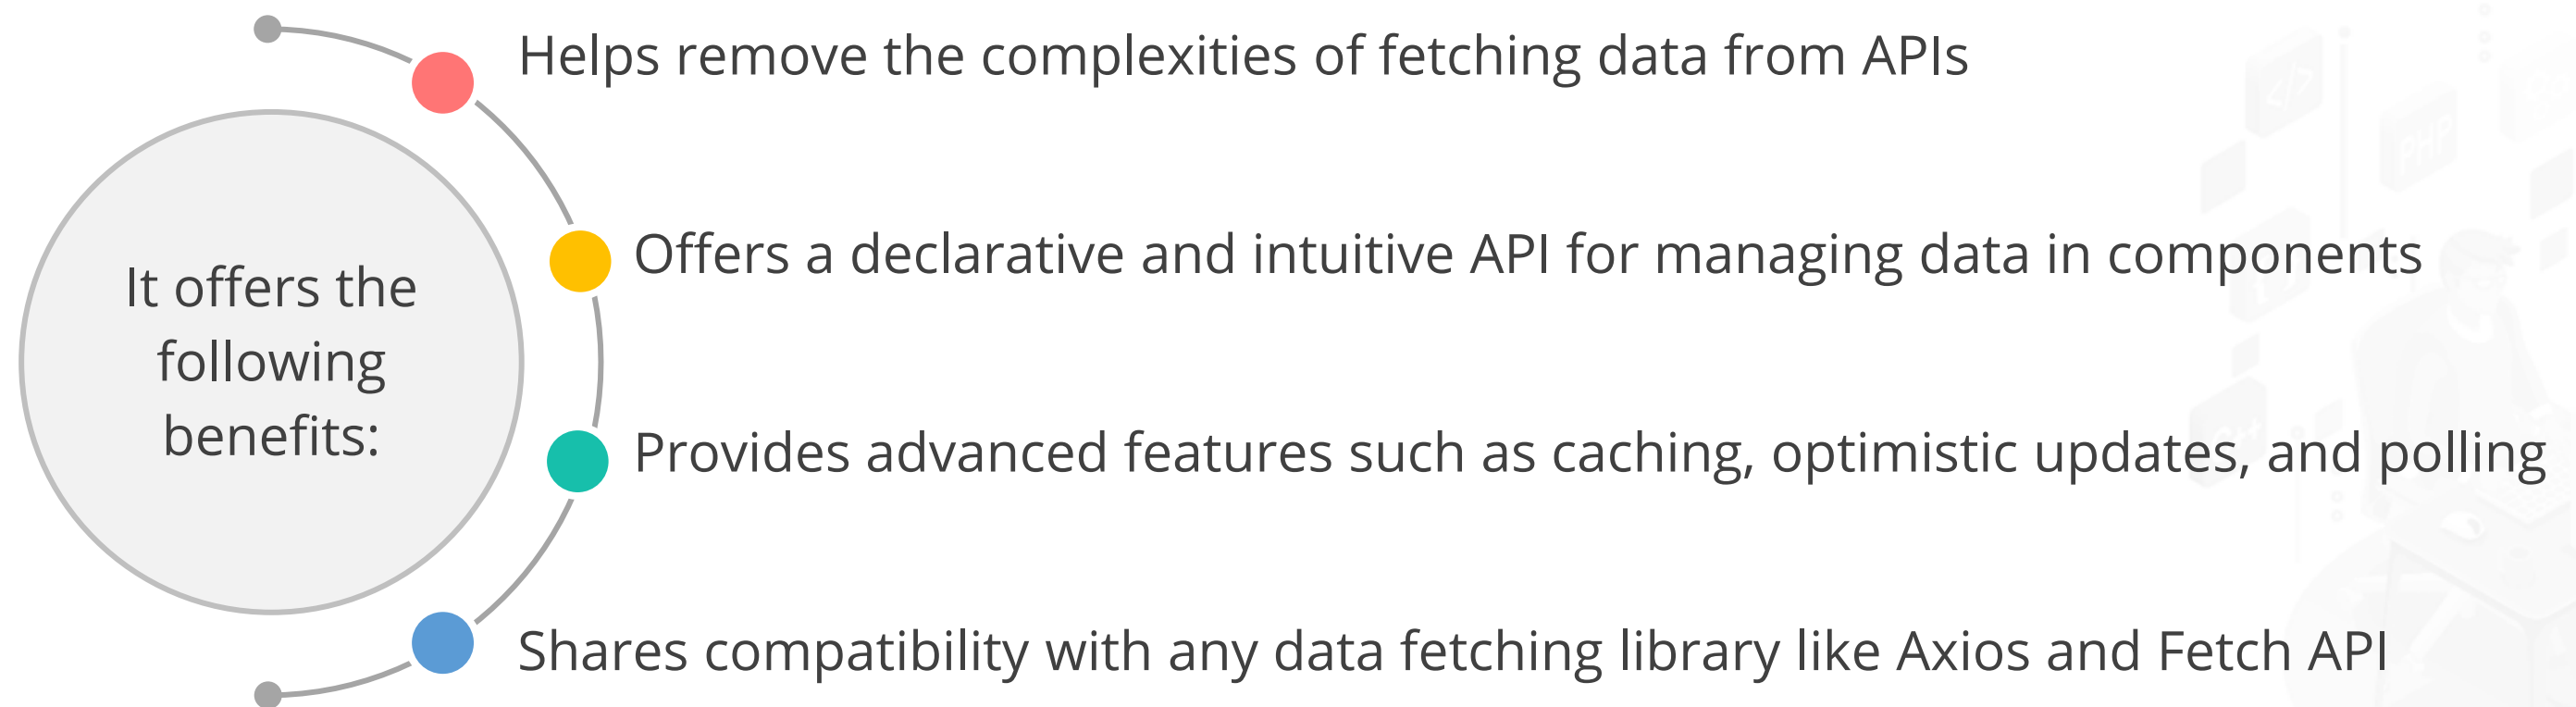 Helps remove the complexities of fetching data from APIs
Offers a declarative and intuitive API for managing data in components
It offers the
following
benefits:
Provides advanced features such as caching, optimistic updates, and polling
Shares compatibility with any data fetching library like Axios and Fetch API
</>
PHP
C++